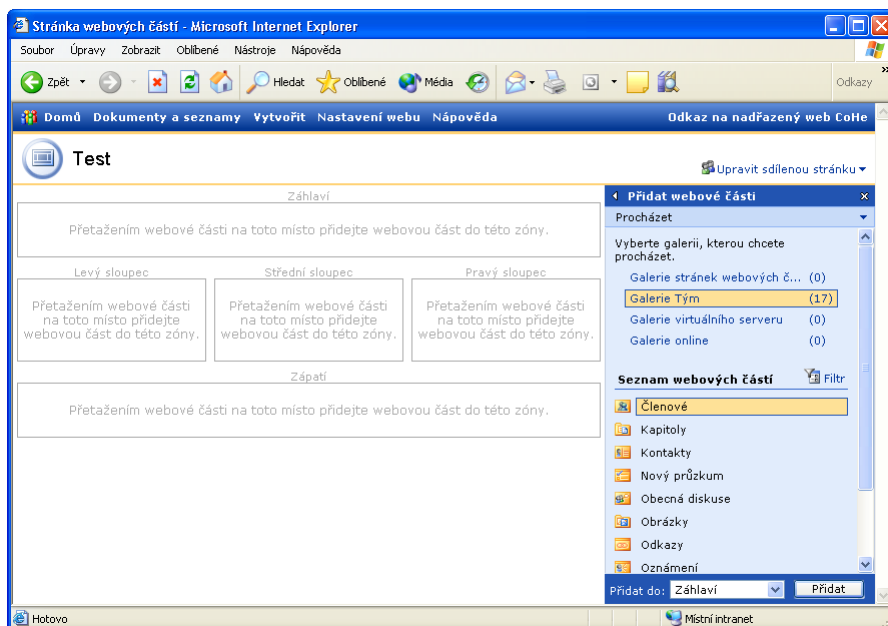 Stránka webových částí - Microsoft Internet Explorer
Soubor Úpravy Zobrazit Oblíbené Nástroje Nápověda
Zpět Hledat Oblíbené Média Odkazy »
Domů Dokumenty a seznamy Vytvořit Nastavení webu Nápověda Odkaz na nadřazený web CoHe
Test
Upravit sdílenou stránku
Záhlaví
Přetažením webové části na toto místo přidejte webovou část do této zóny.
Levý sloupec Střední sloupec Pravý sloupec
Přetažením webové části na toto místo přidejte webovou část do této zóny.
Přetažením webové části na toto místo přidejte webovou část do této zóny.
Přetažením webové části na toto místo přidejte webovou část do této zóny.
Zápatí
Přetažením webové části na toto místo přidejte webovou část do této zóny.
Přidat webové části
Procházet
Vyberte galerii, kterou chcete
procházet.
Galerie stránek webových č... (0)
Galerie Tým (17)
Galerie virtuálního serveru (0)
Galerie online (0)
Seznam webových částí Filtr
Členové
Kapitoly
Kontakty
Nový průzkum
Obecná diskuse
Obrázky
Odkazy
Oznámení
Přidat do: Záhlaví Přidat
Hotovo Místní intranet